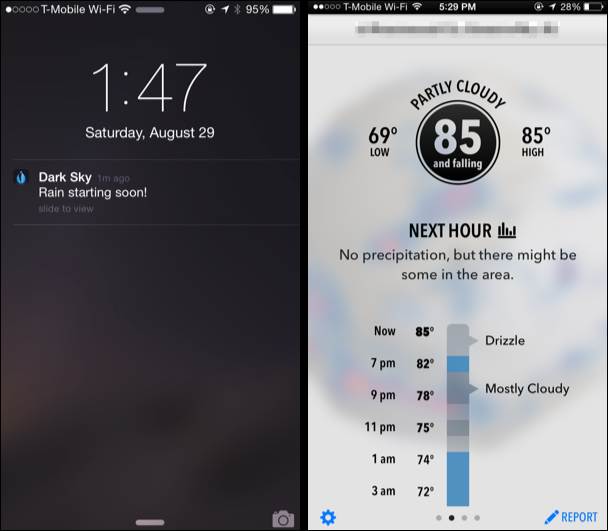 T-Mobile Wi-Fi 95%
1:47
Saturday, August 29
Dark Sky 1m ago
Rain starting soon!
slide to view
T-Mobile Wi-Fi 5:29 PM 28%
PARTLY CLOUDY
69°
LOW
85
and falling
85°
HIGH
NEXT HOUR
No precipitation, but there might be
some in the area.
Now 85°
Drizzle
7 pm 82°
Mostly Cloudy
9 pm 78°
11 pm 75°
1 am 74°
3 am 72°
REPORT